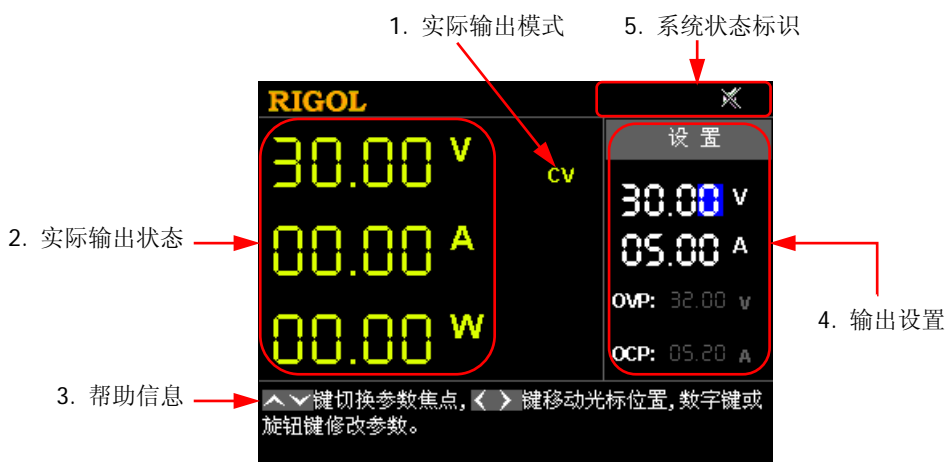 1. 实际输出模式
5. 系统状态标识
RIGOL
设 置
30.00 V
CV
30.00 V
2. 实际输出状态
00.00 A
05.00 A
00.00 W
OVP: 32.00 V
4. 输出设置
OCP: 05.20 A
3. 帮助信息
键切换参数焦点,键移动光标位置,数字键或
旋钮键修改参数。